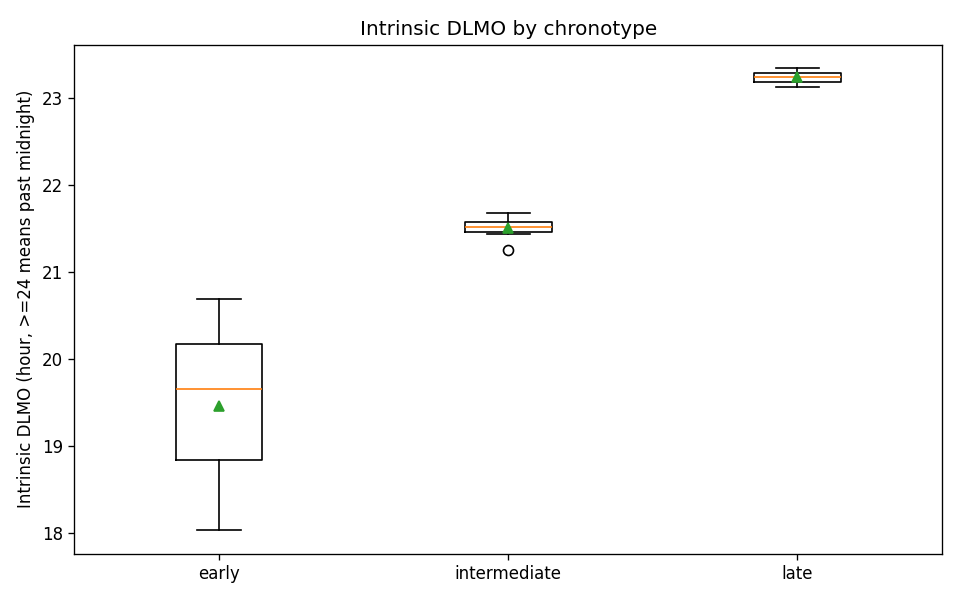 Intrinsic DLMO by chronotype
Intrinsic DLMO (hour, >=24 means past midnight)
23
22
21
20
19
18
early
intermediate
late